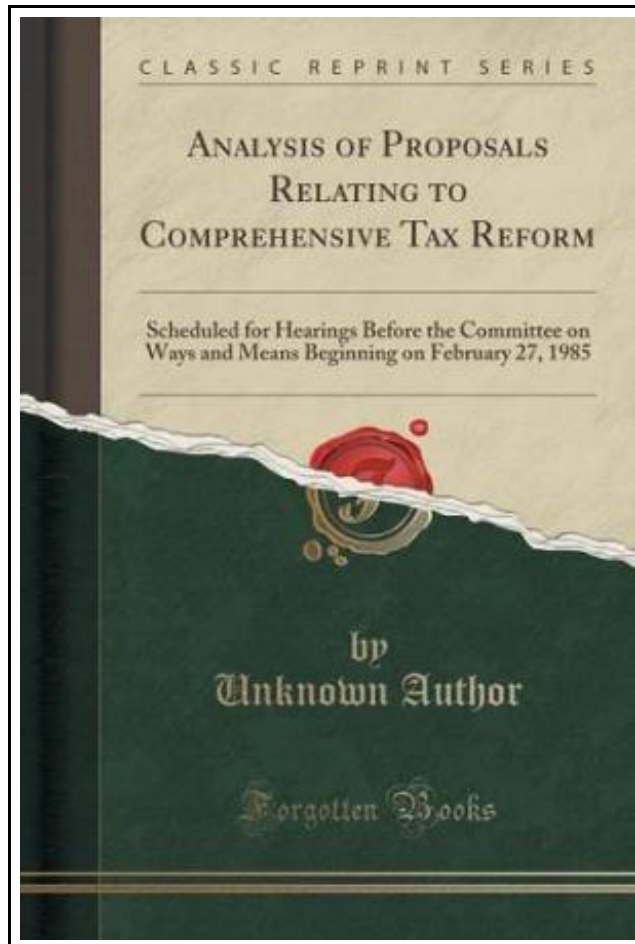 CLASSIC REPRINT SERIES
ANALYSIS OF PROPOSALS
RELATING TO
COMPREHENSIVE TAX REFORM
Scheduled for Hearings Before the Committee on
Ways and Means Beginning on February 27, 1985
F
by
Unknown Author
Forgotten Books